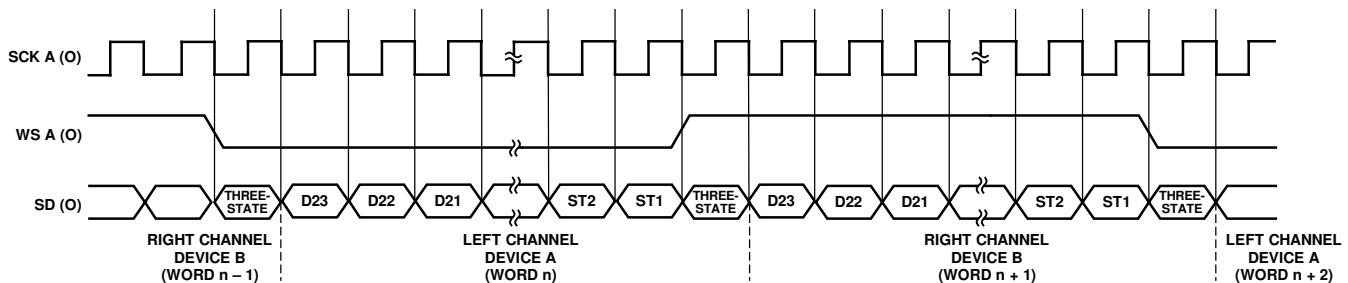 SCK A (O)
WS A (O)
SD (O)
THREE-
STATE
D23
D22
D21
ST2
ST1
THREE-
STATE
D23
D22
D21
ST2
ST1
THREE-
STATE
RIGHT CHANNEL
DEVICE B
(WORD n – 1)
LEFT CHANNEL
DEVICE A
(WORD n)
RIGHT CHANNEL
DEVICE B
(WORD n + 1)
LEFT CHANNEL
DEVICE A
(WORD n + 2)